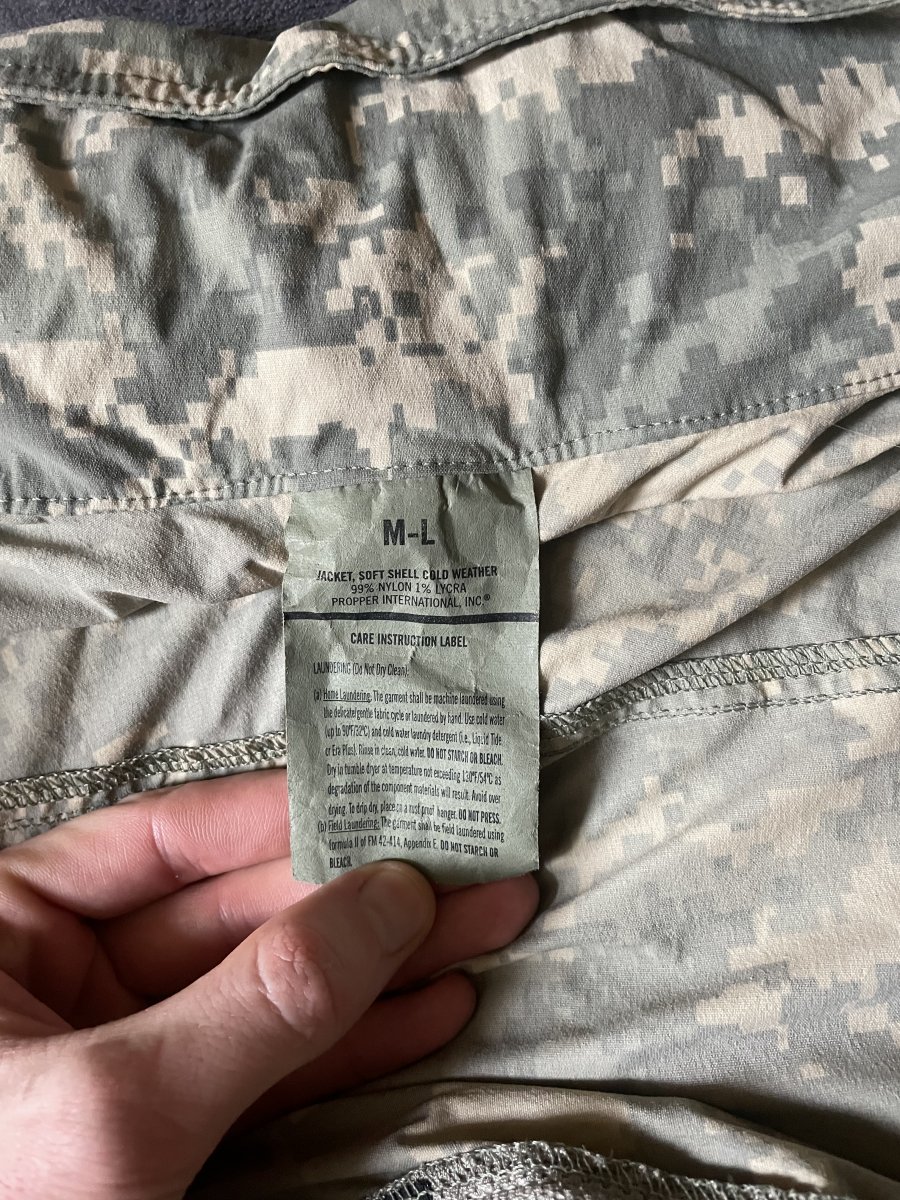 M-L
JACKET, SOFT SHELL COLD WEATHER
99% NYLON 1% LYCRA
PROPPER INTERNATIONAL, INC.®
CARE INSTRUCTION LABEL
LAUNDERING (Do Not Dry Clean):
(a) Home Laundering: The garment shall be machine laundered using
the delicate/gentle fabric cycle or laundered by hand. Use cold water
(up to 90°F/32°C) and cold water laundry detergent (i.e., Liquid Tide
or Era Plus). Rinse in clean, cold water. DO NOT STARCH OR BLEACH.
Dry in tumble dryer at temperature not exceeding 130°F/54°C as
degradation of the component materials will result. Avoid over
drying. To drip dry, place on a rust proof hanger. DO NOT PRESS.
(b) Field Laundering: The garment shall be field laundered using
formula II of FM 42-414, Appendix E. DO NOT STARCH OR
BLEACH.